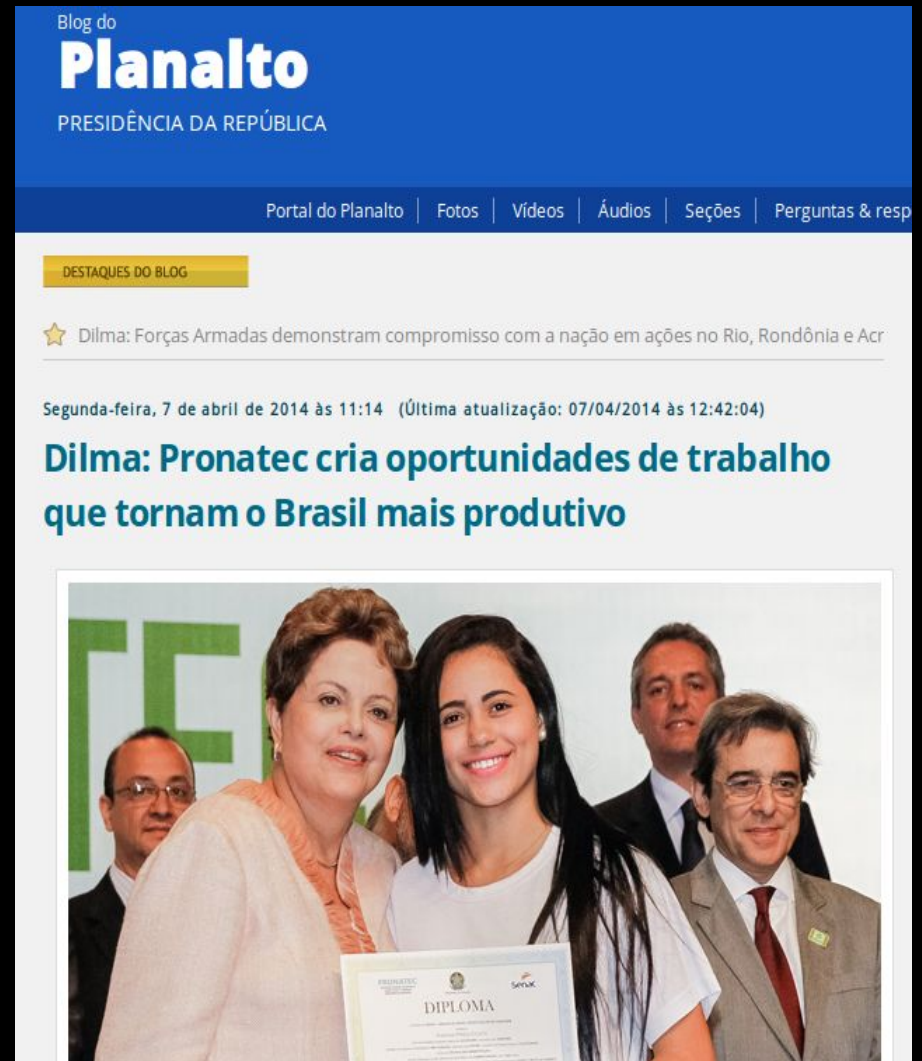 Blog do
Planalto
PRESIDÊNCIA DA REPÚBLICA
Portal do Planalto | Fotos | Vídeos | Áudios | Seções | Perguntas & resp
DESTAQUES DO BLOG
Dilma: Forças Armadas demonstram compromisso com a nação em ações no Rio, Rondônia e Acr
Segunda-feira, 7 de abril de 2014 às 11:14 (Última atualização: 07/04/2014 às 12:42:04)
Dilma: Pronatec cria oportunidades de trabalho
que tornam o Brasil mais produtivo
TE
PRONATEC
Senac
DIPLOMA